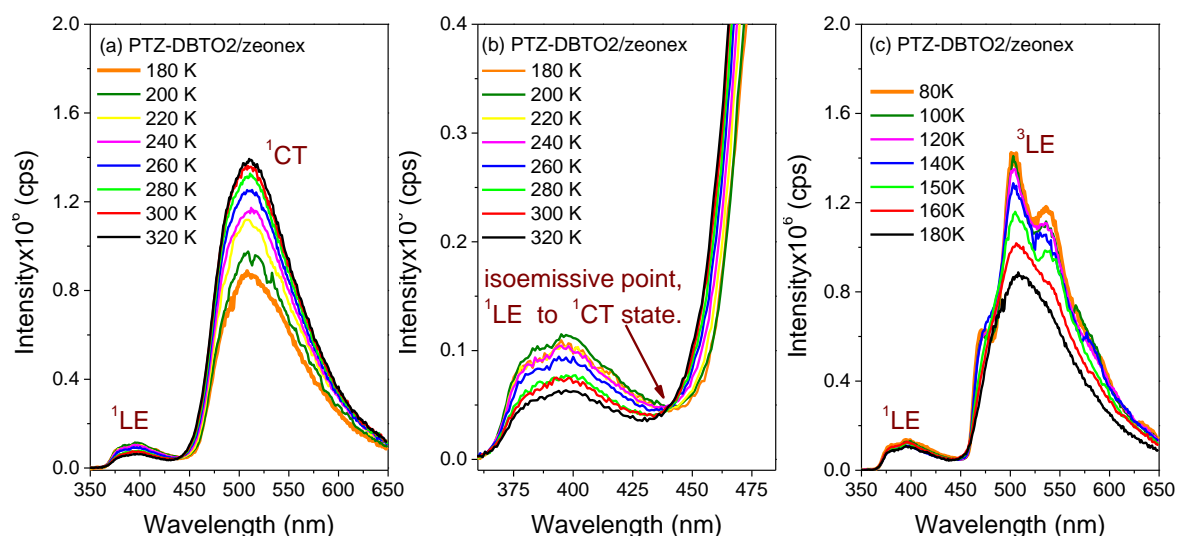 (a) PTZ-DBTO2/zeonex
180 K
200 K
220 K
240 K
260 K
280 K
300 K
320 K
¹CT
¹LE
2.0
1.6
1.2
0.8
0.4
0.0
350 400 450 500 550 600 650
Wavelength (nm)
(b) PTZ-DBTO2/zeonex
180 K
200 K
220 K
240 K
260 K
280 K
300 K
320 K
isoemissive point,
¹LE to ¹CT state.
0.4
0.3
0.2
0.1
0.0
375 400 425 450 475
Wavelength (nm)
(c) PTZ-DBTO2/zeonex
80K
100K
120K
140K
150K
160K
180K
³LE
¹LE
Intensity x10⁶ (cps)
2.0
1.6
1.2
0.8
0.4
0.0
350 400 450 500 550 600 650
Wavelength (nm)